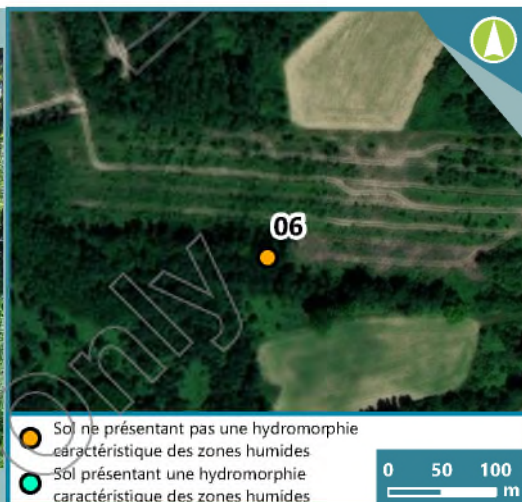 06
Only
Sol ne présentant pas une hydromorphie
caractéristique des zones humides
Sol présentant une hydromorphie
caractéristique des zones humides
0 50 100
m